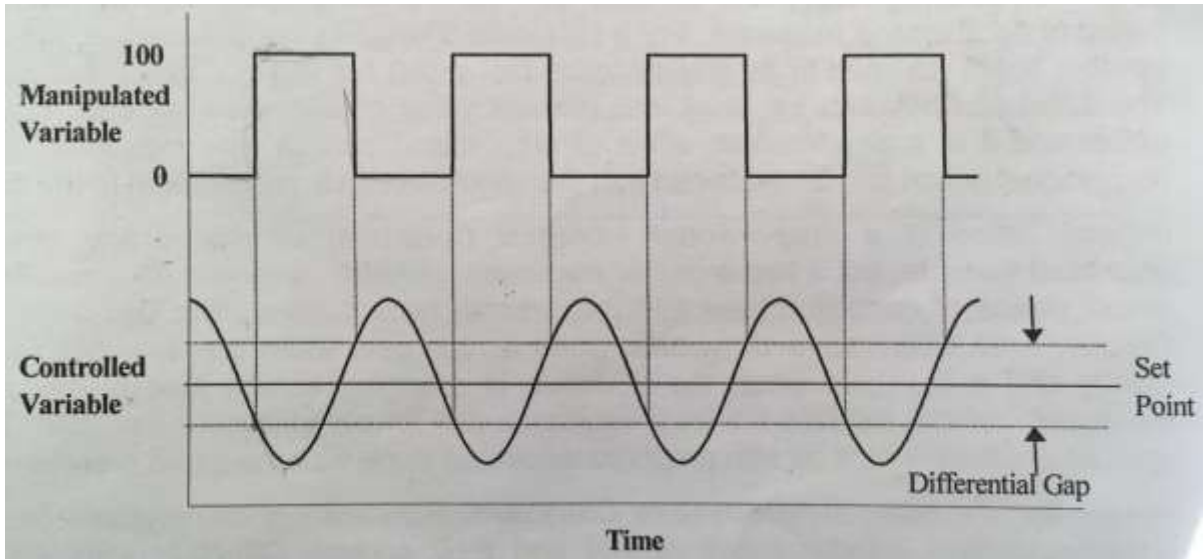 100
Manipulated
Variable
0
Controlled
Variable
Set
Point
Differential Gap
Time